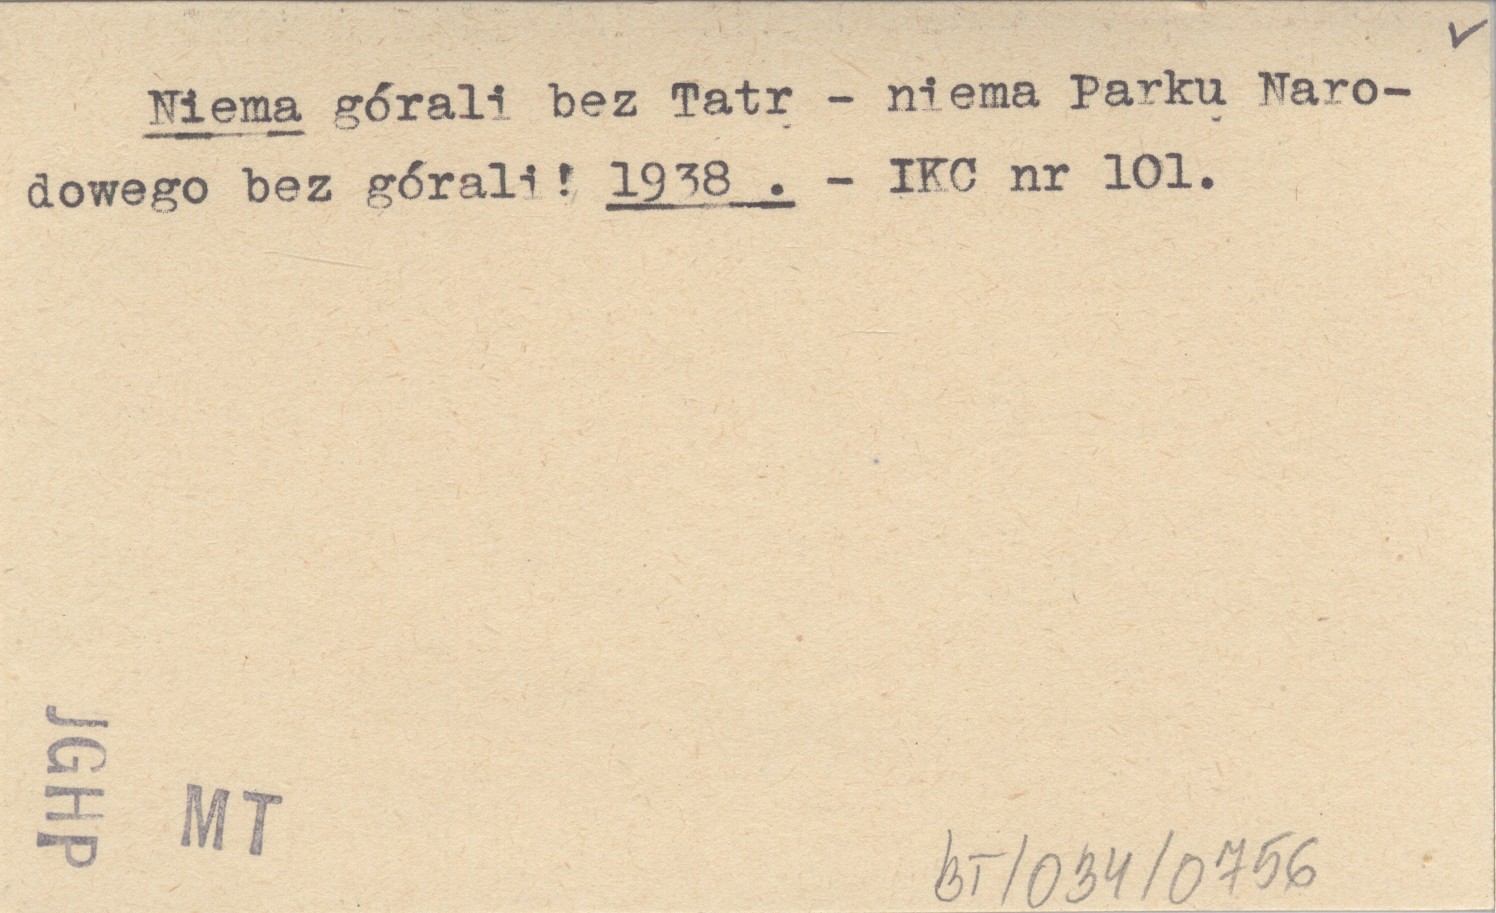 Niema górali bez Tatr - niema Parku Naro-
dowego bez górali! 1938 . - IKC nr 101.
JGHP
MT
BT/034/0756